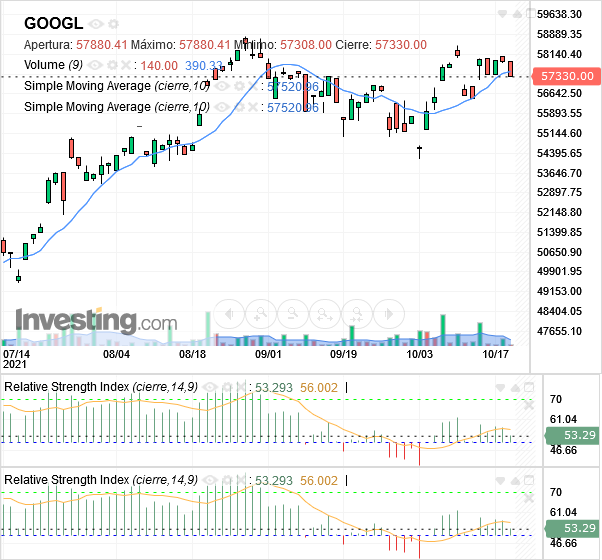 GOOGL
Apertura: 57880.41 Máximo: 57880.41 Mínimo: 57308.00 Cierre: 57330.00
Volume (9) : 140.00 390.33
Simple Moving Average (cierre,10) : 57520.96
Simple Moving Average (cierre,10) : 57520.96
59638.30
58889.35
58140.40
57330.00
56642.50
55893.55
55144.60
54395.65
53646.70
52897.75
52148.80
51399.85
50650.90
49901.95
49153.00
48404.05
47655.10
Investing.com
07/14 08/04 08/18 09/01 09/19 10/03 10/17
2021
Relative Strength Index (cierre,14,9) : 53.293 56.002
70
61.04
53.29
46.66
Relative Strength Index (cierre,14,9) : 53.293 56.002
70
61.04
53.29
46.66